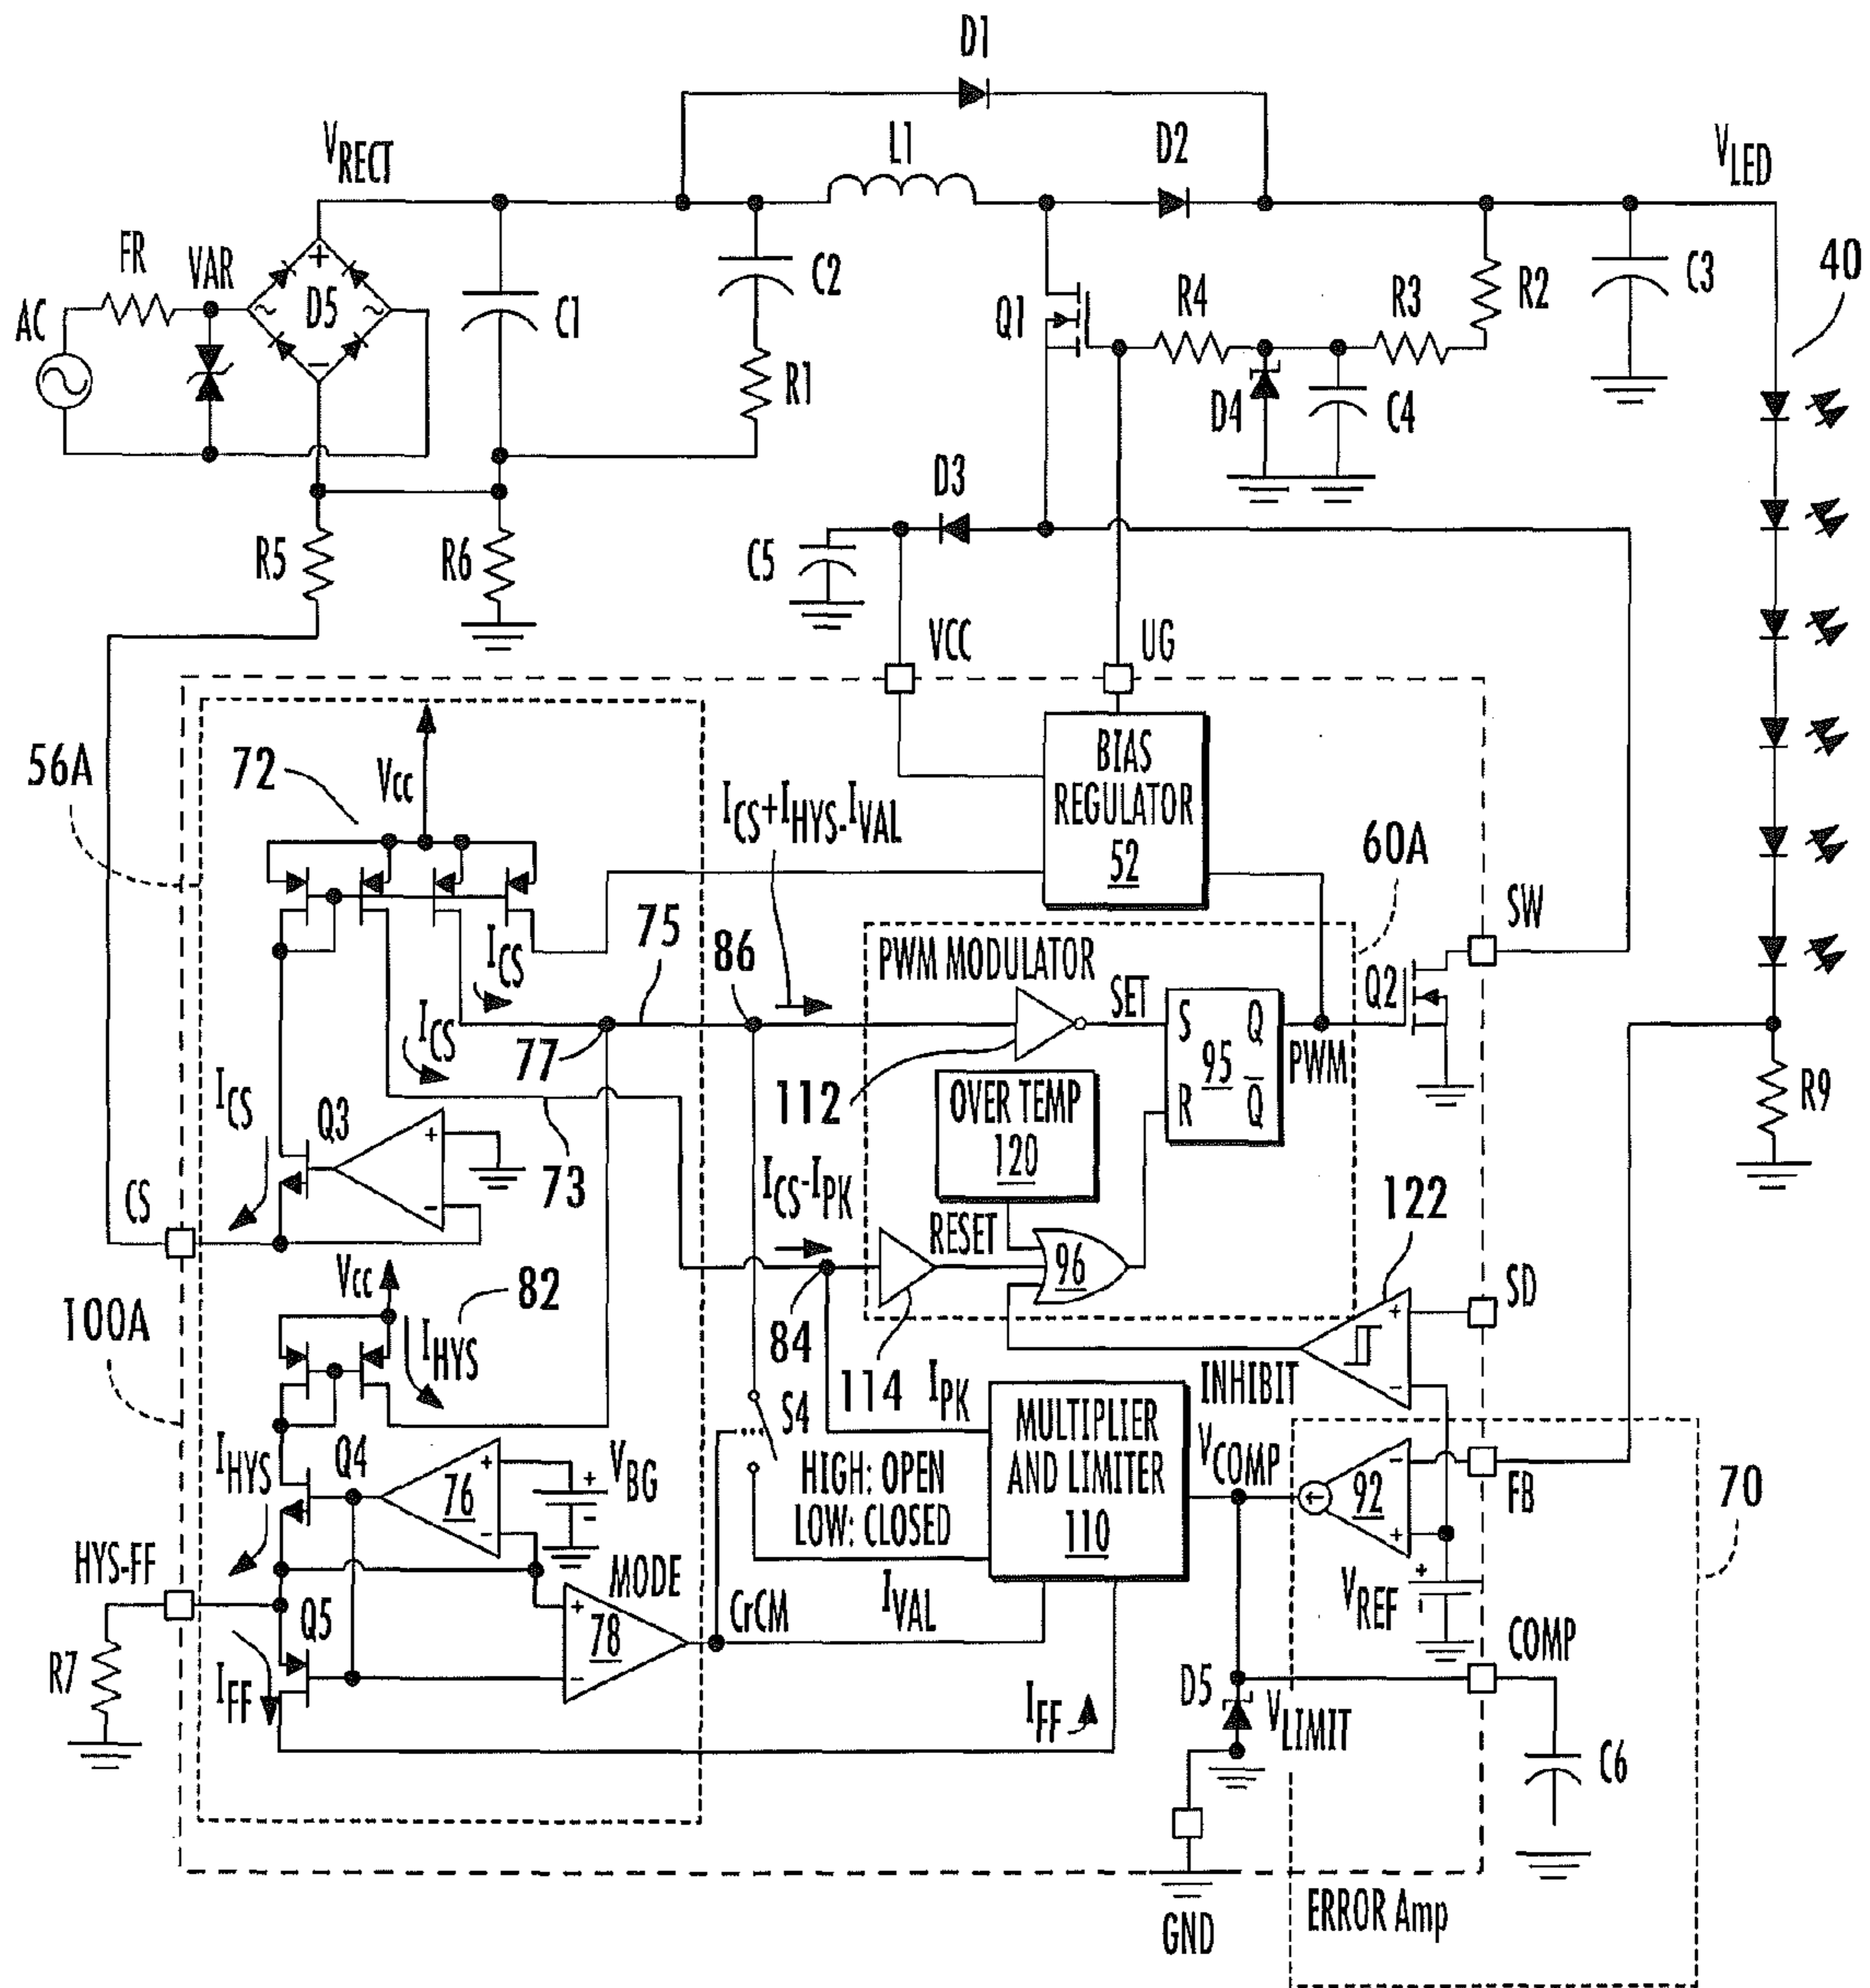 D1
VRECT
L1
D2
VLED
FR
VAR
AC
D5
+
~
~
−
C1
C2
R1
Q1
R4
R3
R2
C3
40
D4
C4
D3
C5
R5
R6
VCC
UG
56A
72
Vcc
ICS+IHYS-IVAL
BIAS
REGULATOR
52
60A
SW
ICS
75
86
PWM MODULATOR
SET
S
Q
95
R
Q̅
PWM
Q2
ICS
77
112
OVER TEMP
120
R9
ICS
Q3
+
−
73
CS
ICS-IPK
RESET
96
122
SD
+
−
Vcc
82
100A
IHYS
84
114
IPK
INHIBIT
S4
MULTIPLIER
AND LIMITER
110
HIGH: OPEN
LOW: CLOSED
VCOMP
92
−
+
FB
70
IHYS
Q4
76
+
−
VBG
+
−
HYS-FF
MODE
78
+
−
CrCM
IVAL
VREF
+
COMP
Q5
R7
IFF
IFF
D5
VLIMIT
C6
GND
ERROR Amp